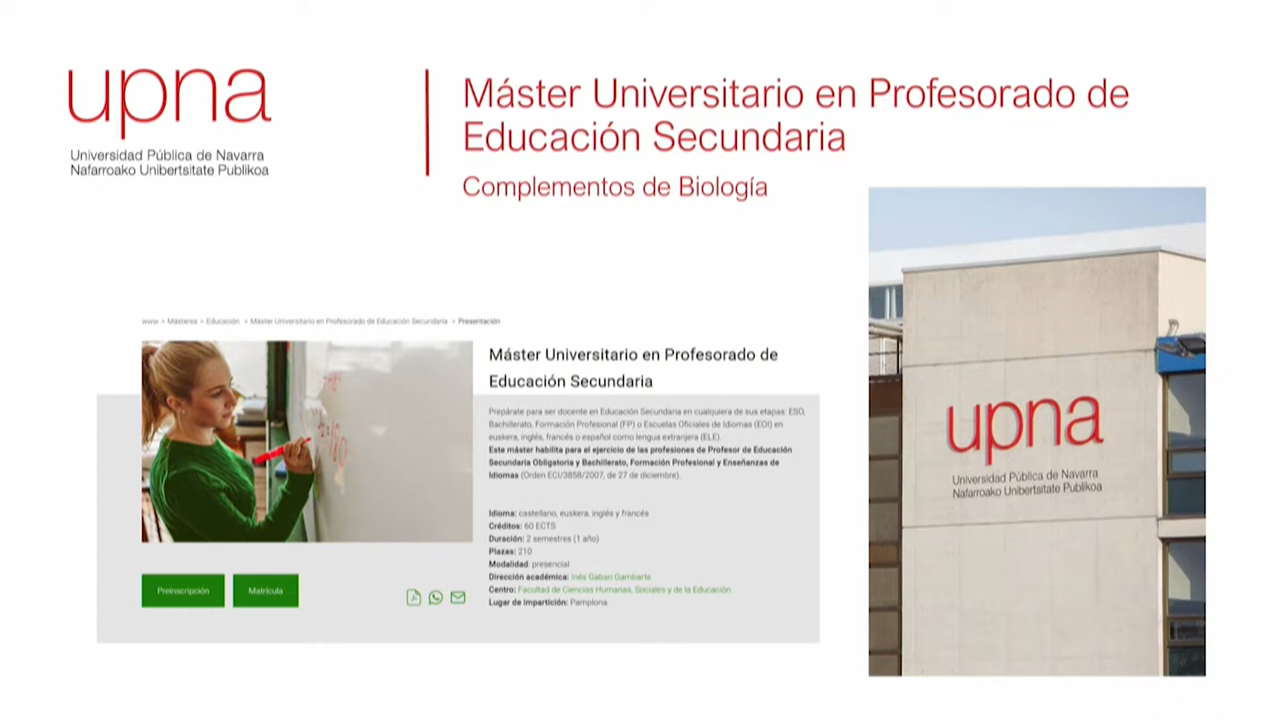 upna
Universidad Pública de Navarra
Nafarroako Unibertsitate Publikoa
Máster Universitario en Profesorado de
Educación Secundaria
Complementos de Biología
www > Másteres > Educación > Máster Universitario en Profesorado de Educación Secundaria > Presentación
Máster Universitario en Profesorado de
Educación Secundaria
Prepárate para ser docente en Educación Secundaria en cualquiera de sus etapas: ESO,
Bachillerato, Formación Profesional (FP) o Escuelas Oficiales de Idiomas (EOI) en
euskera, inglés, francés o español como lengua extranjera (ELE).
Este máster habilita para el ejercicio de las profesiones de Profesor de Educación
Secundaria Obligatoria y Bachillerato, Formación Profesional y Enseñanzas de
Idiomas (Orden ECI/3858/2007, de 27 de diciembre).
Idioma: castellano, euskera, inglés y francés
Créditos: 60 ECTS
Duración: 2 semestres (1 año)
Plazas: 210
Modalidad: presencial
Dirección académica: Inés Gabari Gambarte
Centro: Facultad de Ciencias Humanas, Sociales y de la Educación
Lugar de impartición: Pamplona
Preinscripción
Matrícula
upna
Universidad Pública de Navarra
Nafarroako Unibertsitate Publikoa